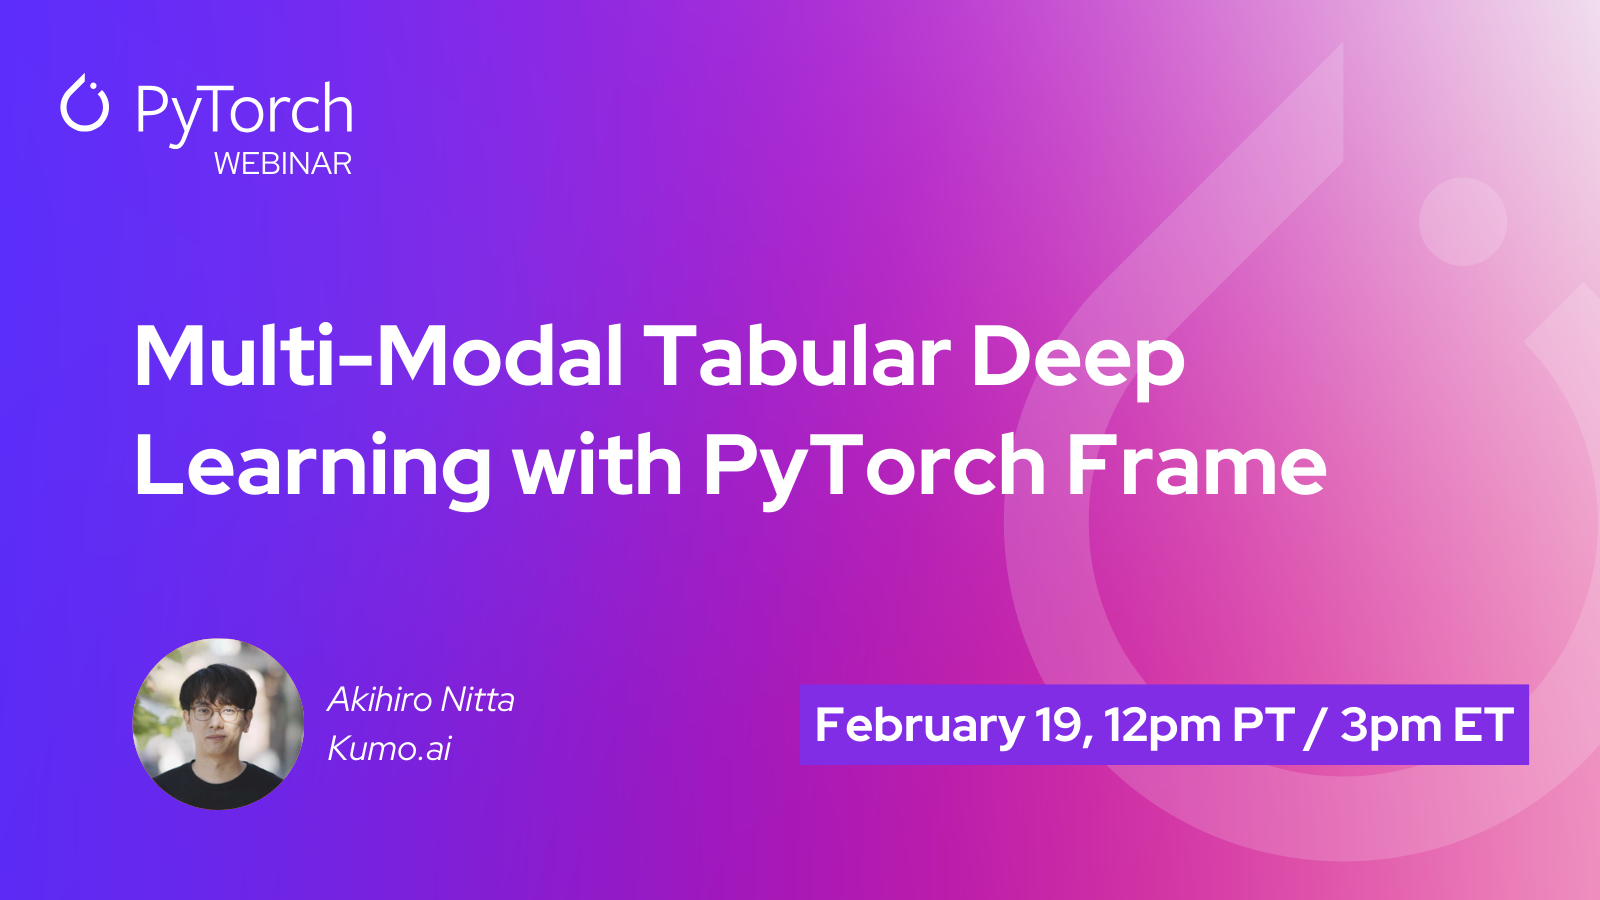 PyTorch
WEBINAR
Multi-Modal Tabular Deep
Learning with PyTorch Frame
Akihiro Nitta
Kumo.ai
February 19, 12pm PT / 3pm ET